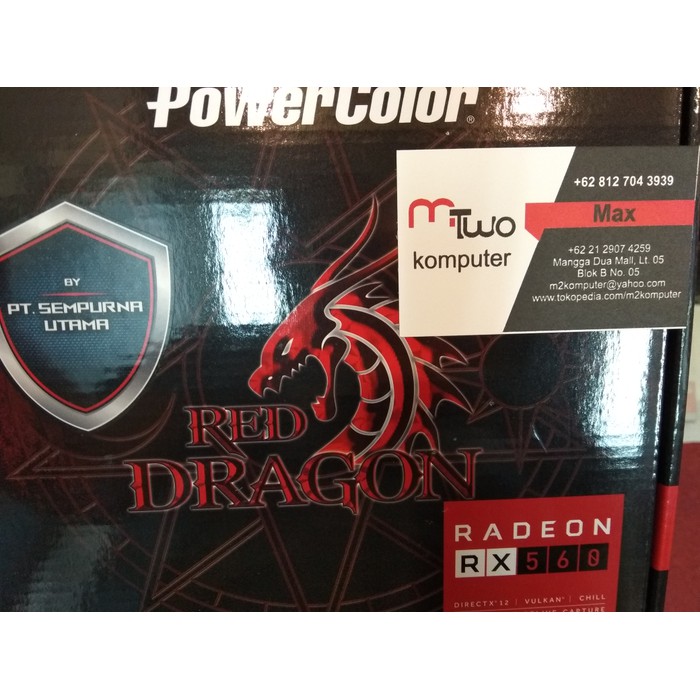 PowerColor®
+62 812 704 3939
Max
M.Two
komputer
+62 21 2907 4259
Mangga Dua Mall, Lt. 05
Blok B No. 05
m2komputer@yahoo.com
www.tokopedia.com/m2komputer
BY
PT. SEMPURNA
UTAMA
RED
DRAGON
RADEON
RX 560
DIRECTX® 12 | VULKAN® | CHILL
CAPTURE